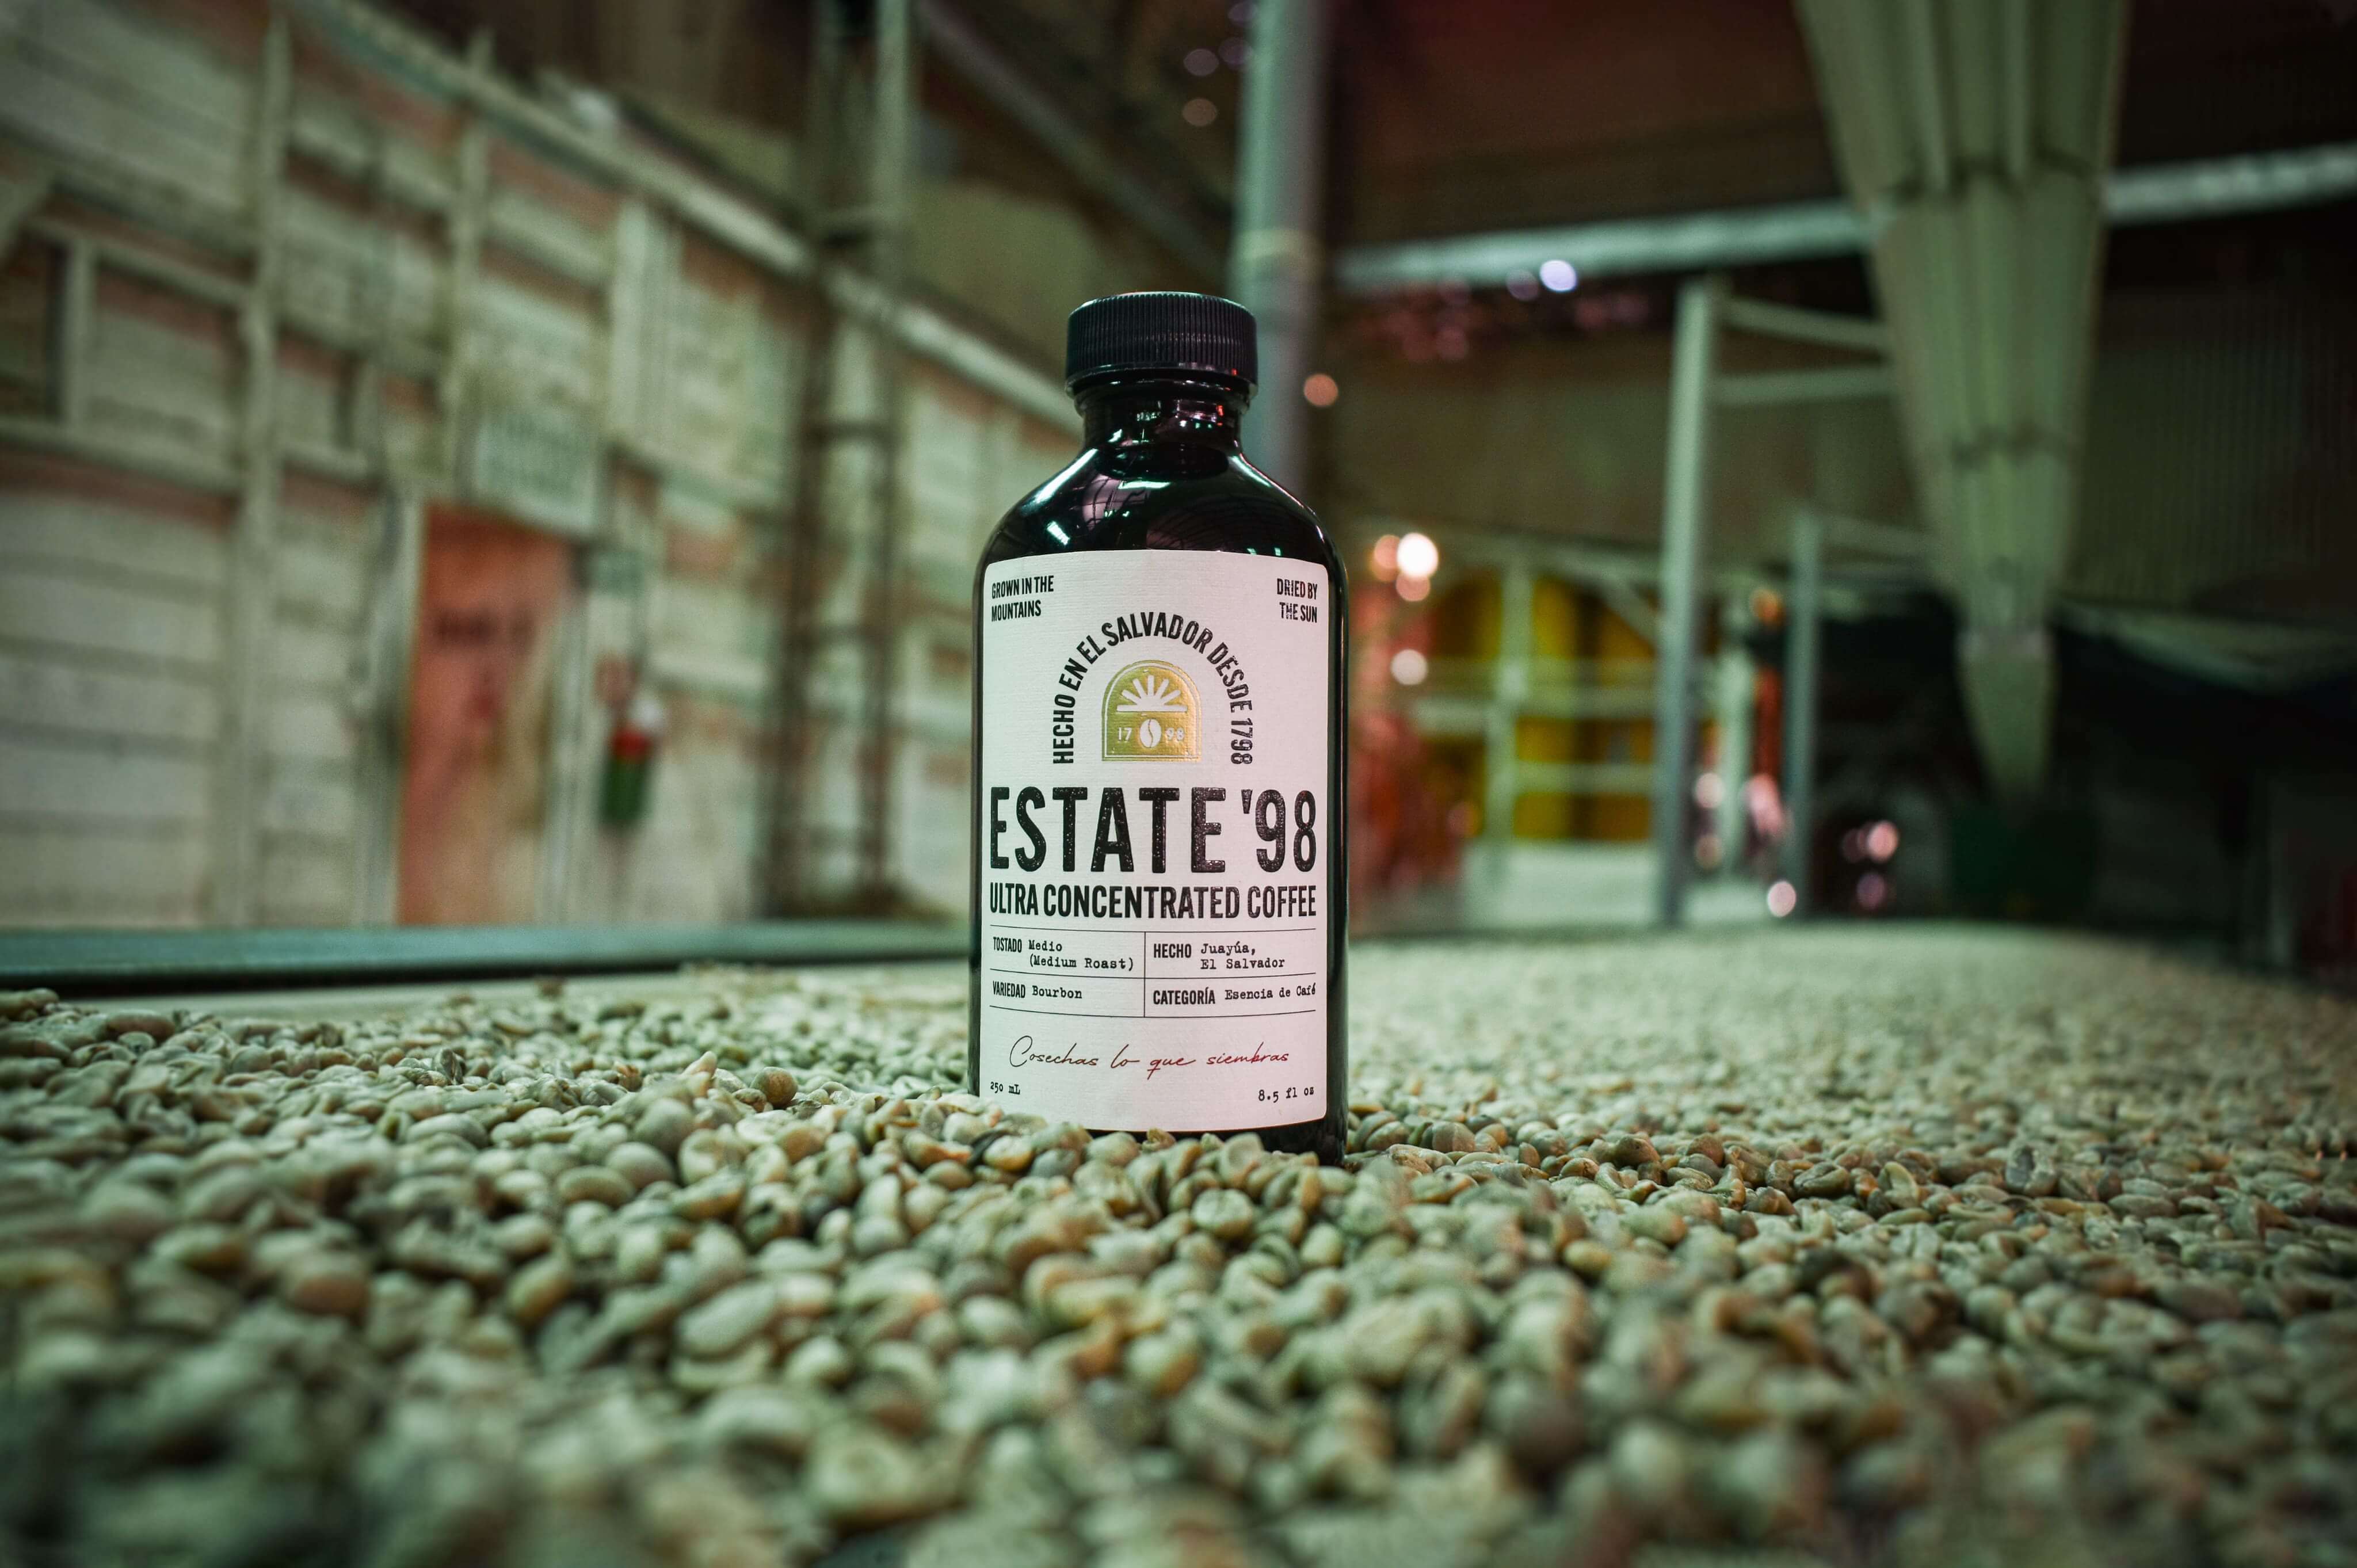 GROWN IN THE
MOUNTAINS
DRIED BY
THE SUN
HECHO EN EL SALVADOR DESDE 1798
17 98
ESTATE '98
ULTRA CONCENTRATED COFFEE
TOSTADO Medio
(Medium Roast)
HECHO Juayúa,
El Salvador
VARIEDAD Bourbon
CATEGORÍA Esencia de Café
Cosechas lo que siembras
250 mL
8.5 fl oz